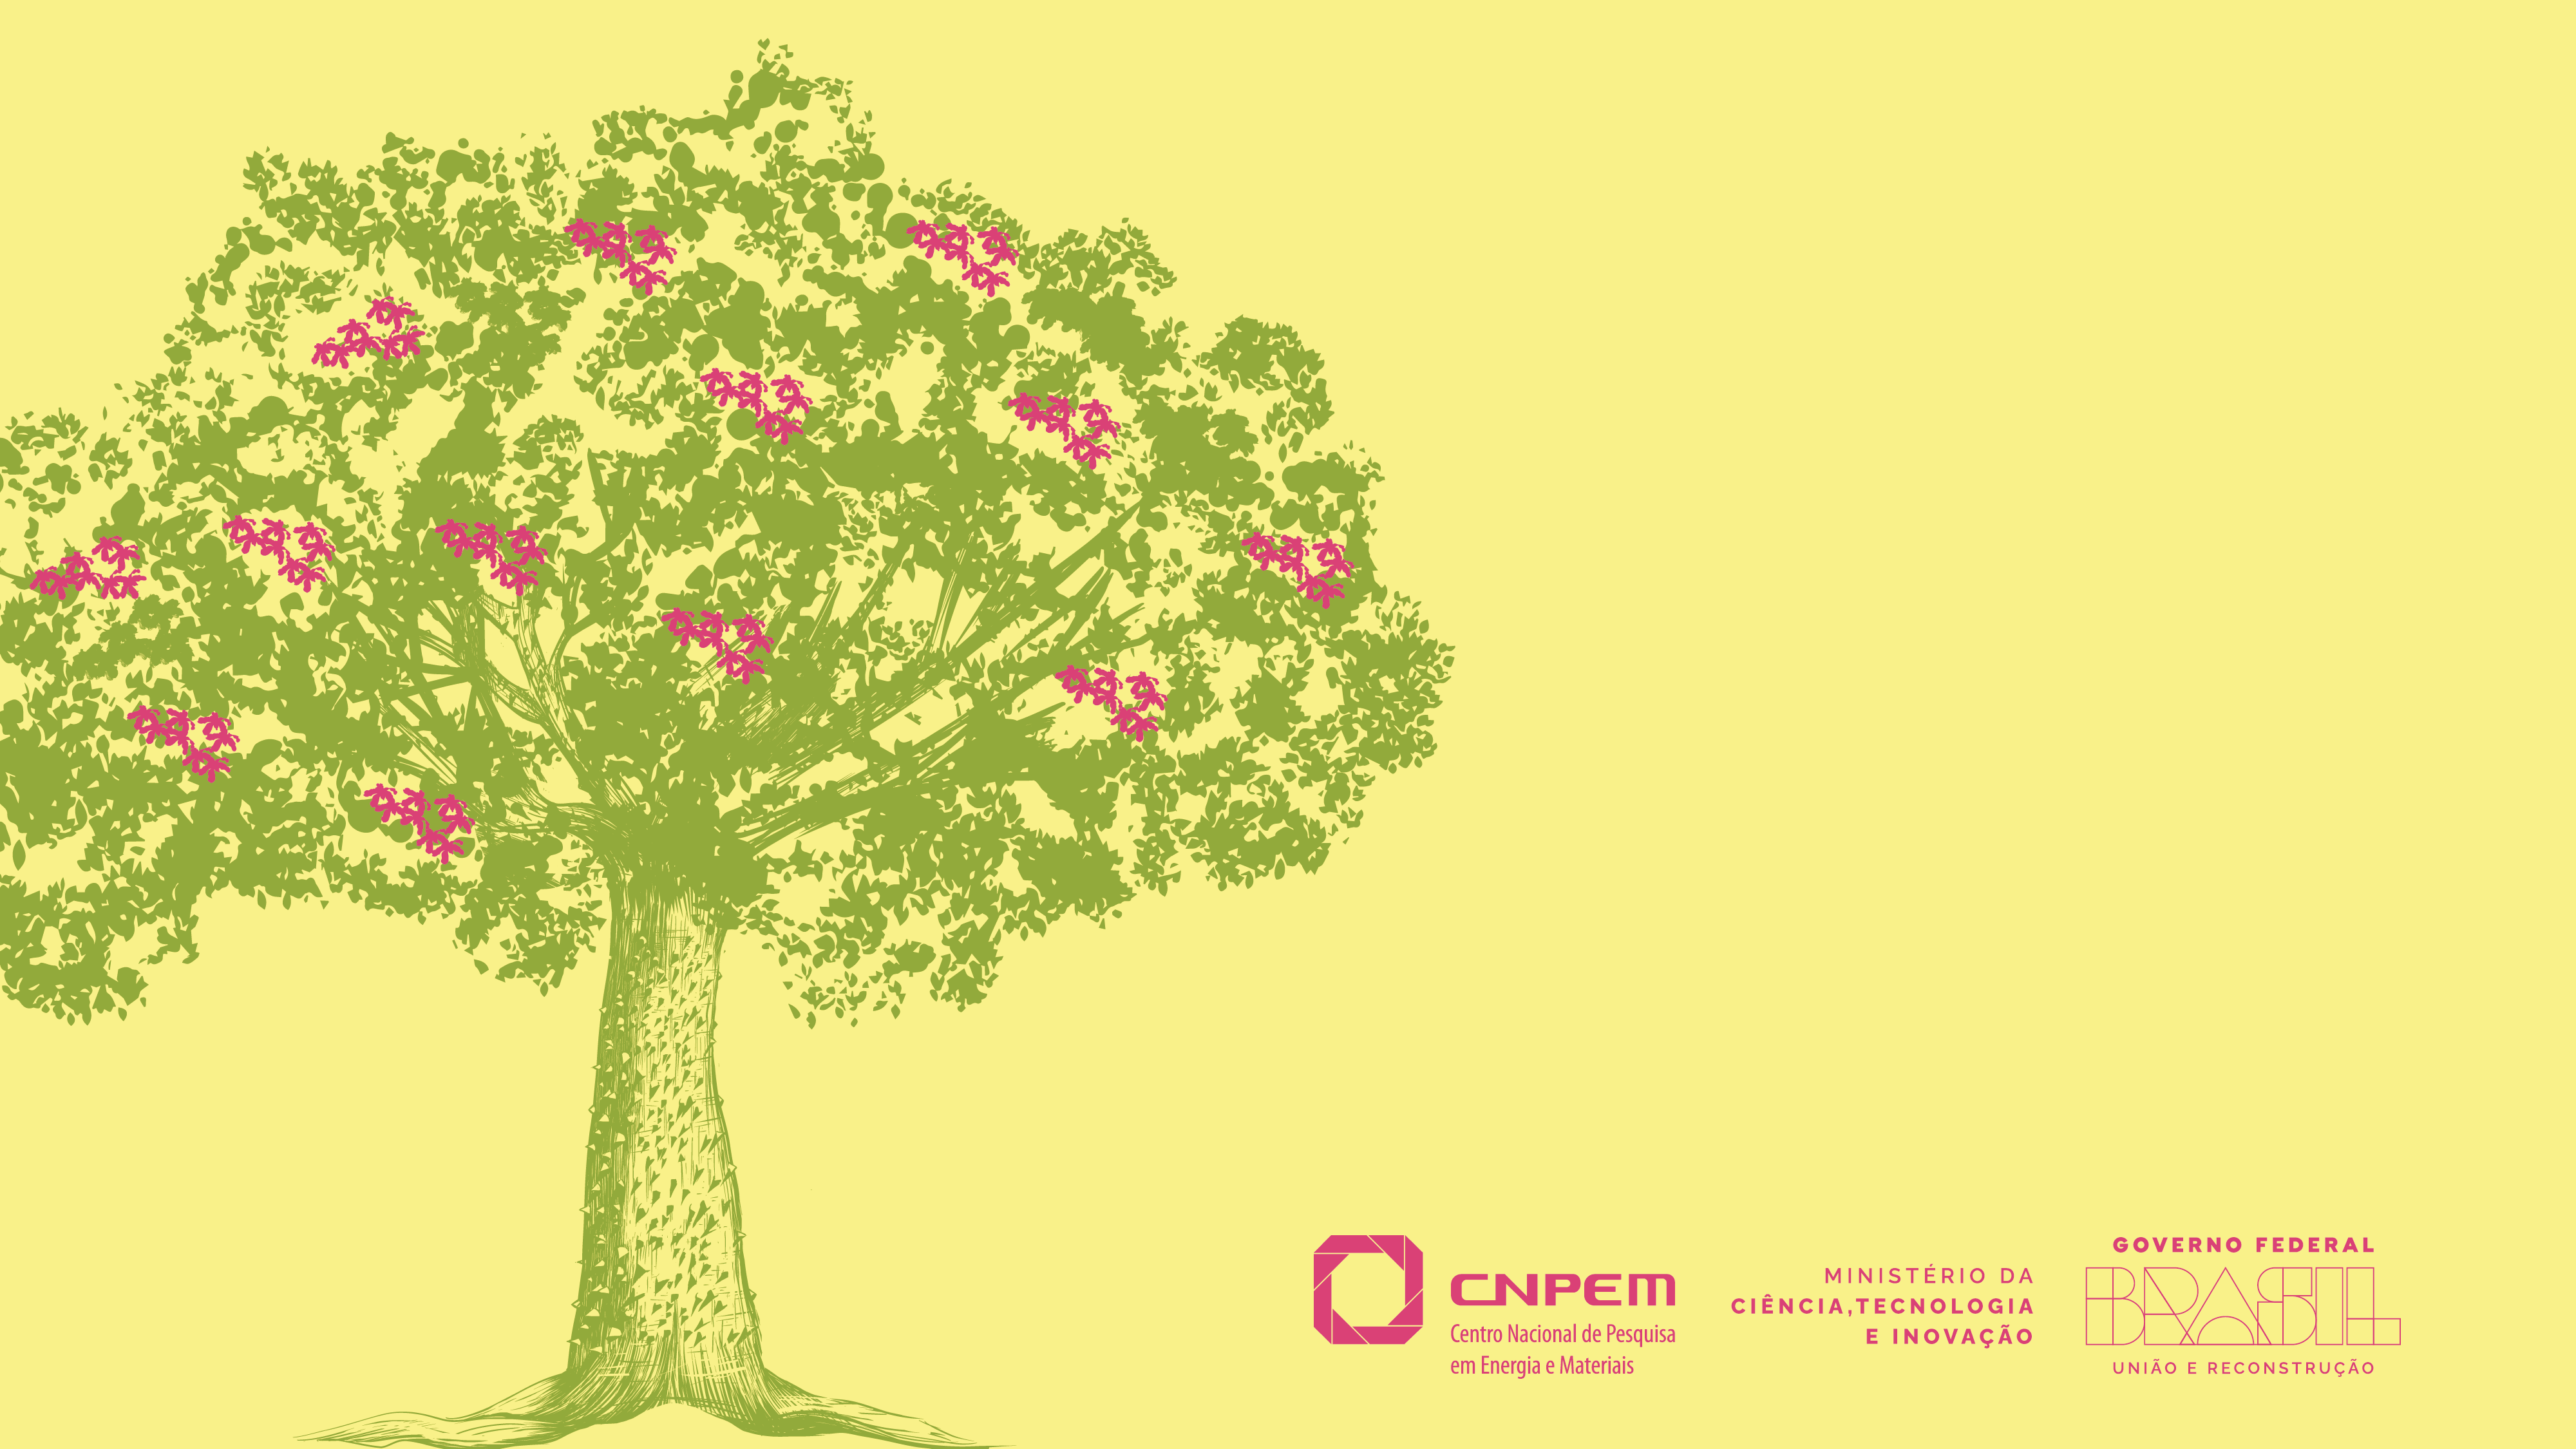 CNPEM
Centro Nacional de Pesquisa
em Energia e Materiais
MINISTÉRIO DA
CIÊNCIA,TECNOLOGIA
E INOVAÇÃO
GOVERNO FEDERAL
BRASIL
UNIÃO E RECONSTRUÇÃO